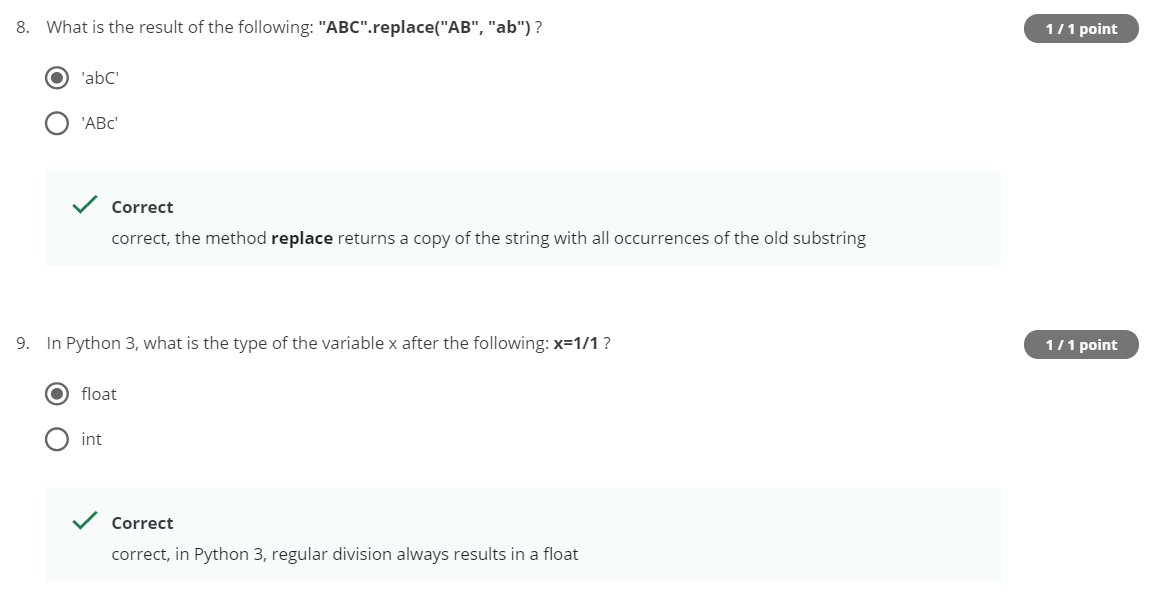 8. What is the result of the following: "ABC".replace("AB", "ab") ?
1 / 1 point
'abC'
'ABc'
Correct
correct, the method replace returns a copy of the string with all occurrences of the old substring
9. In Python 3, what is the type of the variable x after the following: x=1/1 ?
1 / 1 point
float
int
Correct
correct, in Python 3, regular division always results in a float